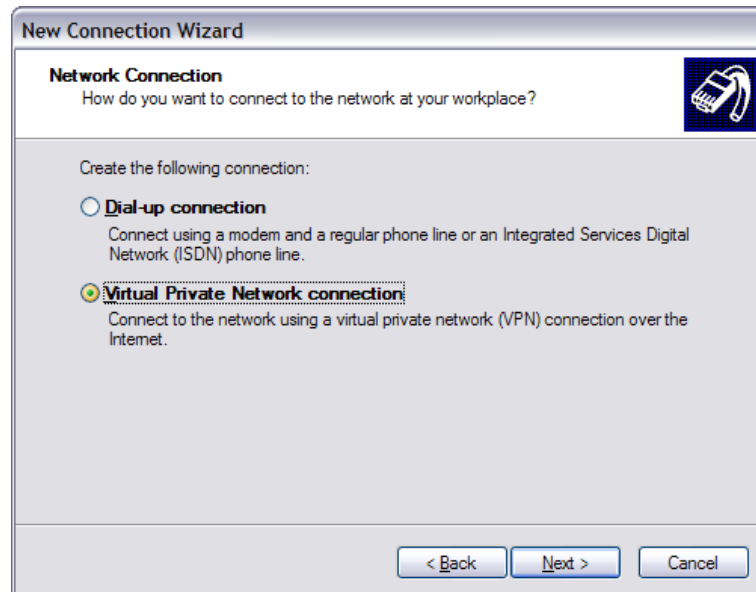 New Connection Wizard
Network Connection
How do you want to connect to the network at your workplace?
Create the following connection:
Dial-up connection
Connect using a modem and a regular phone line or an Integrated Services Digital
Network (ISDN) phone line.
Virtual Private Network connection
Connect to the network using a virtual private network (VPN) connection over the
Internet.
< Back
Next >
Cancel